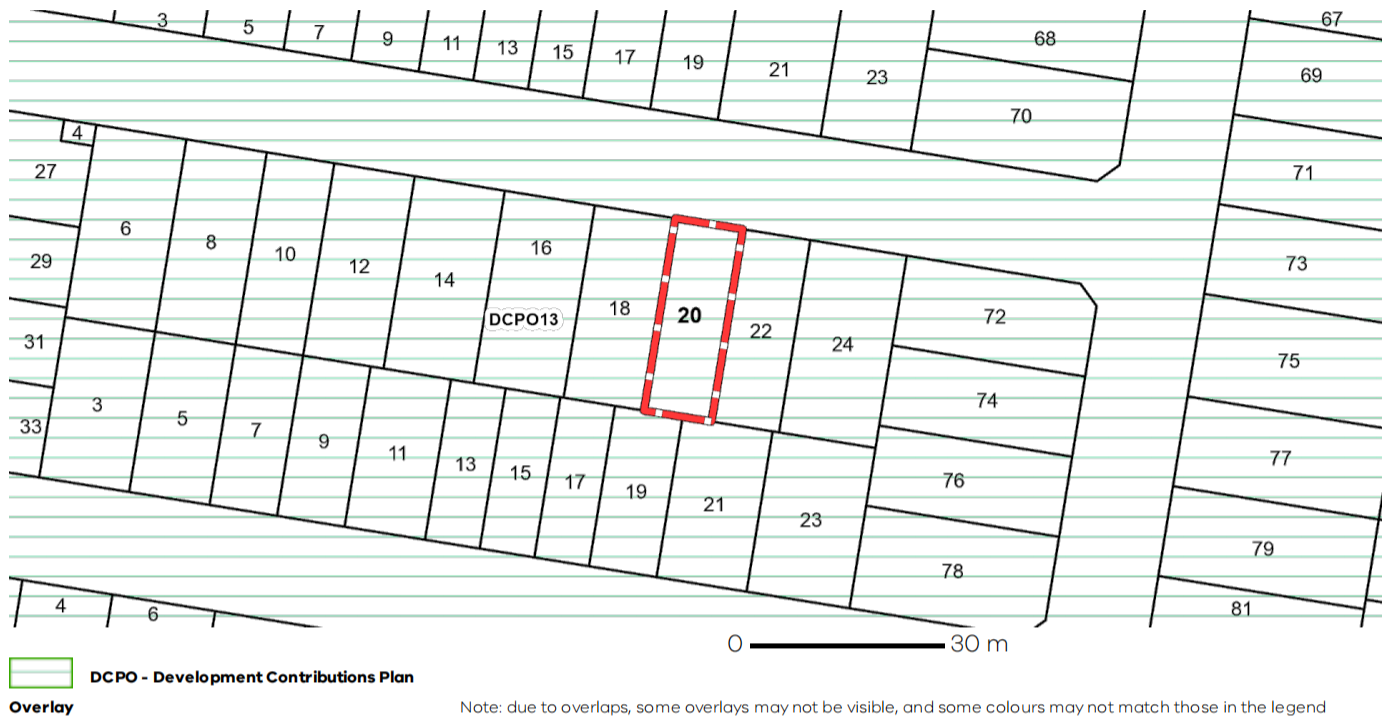 3 5 7 9 11 13 15 17 19 21 23 68 67
69
70
4
27 71
6 8 10 12 14 16
29 73
18 20 22 24 72
DCPO13
31 75
3 5 7 9 11 13 15 17 19 21 23 74
33 76 77
78 79
4 6 81
0 30 m
DCPO - Development Contributions Plan
Overlay Note: due to overlaps, some overlays may not be visible, and some colours may not match those in the legend